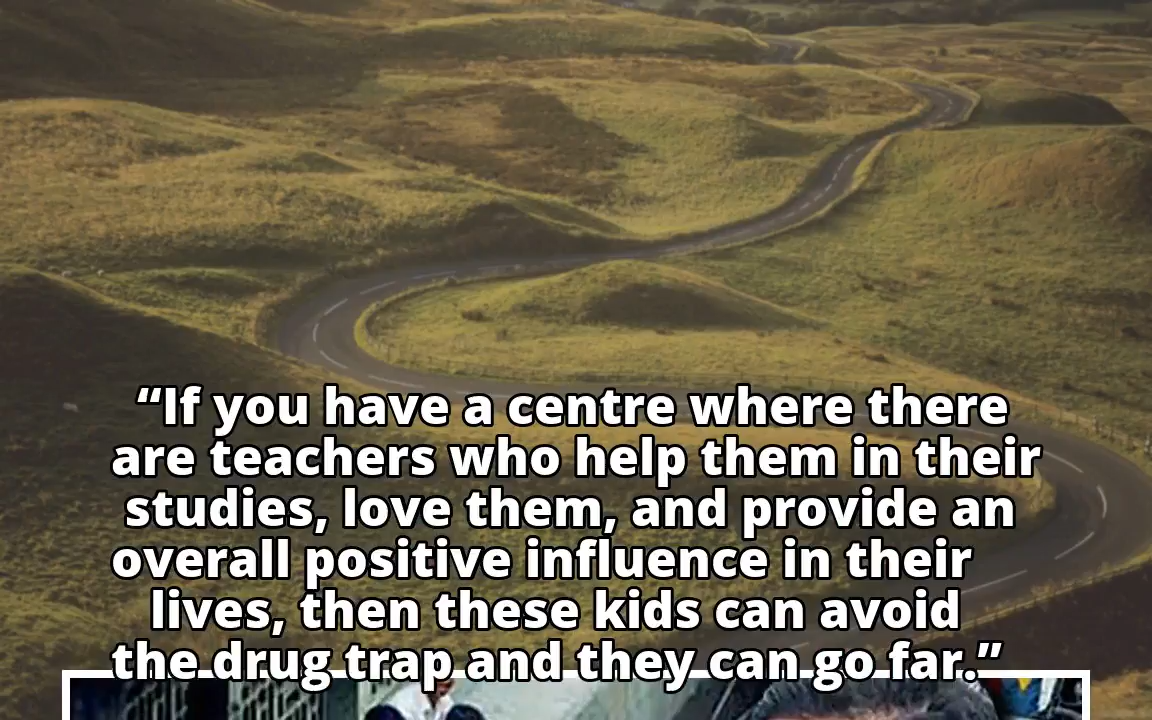 “If you have a centre where there
are teachers who help them in their
studies, love them, and provide an
overall positive influence in their
lives, then these kids can avoid
the drug trap and they can go far.”